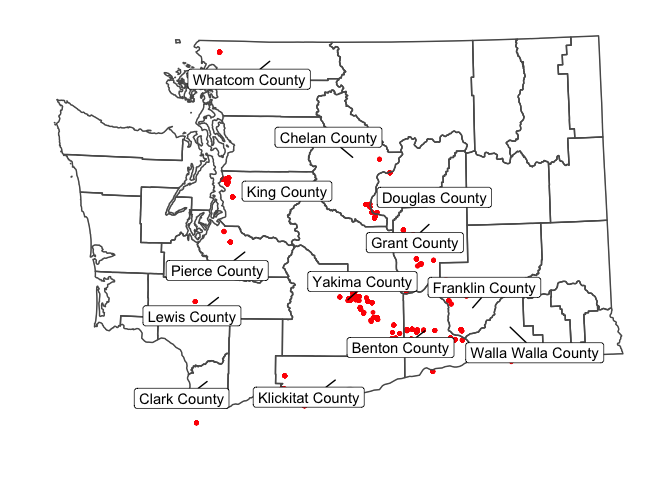 Whatcom County
Chelan County
King County
Douglas County
Grant County
Pierce County
Yakima County
Franklin County
Lewis County
Benton County
Walla Walla County
Clark County
Klickitat County